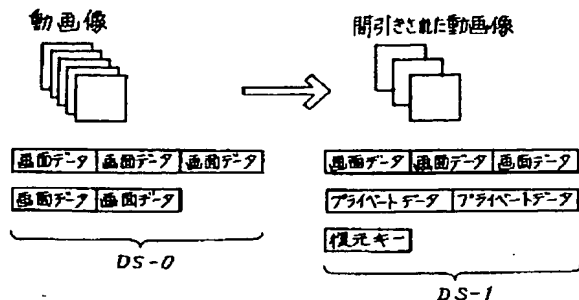 動画像
間引きされた動画像
画面データ 画面データ 画面データ
画面データ 画面データ
DS-0
画面データ 画面データ 画面データ
プライベートデータ プライベートデータ
復元キー
DS-1